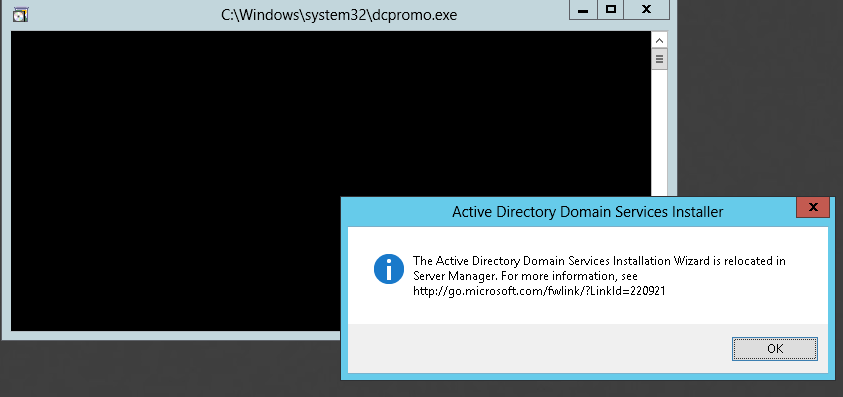 C:\Windows\system32\dcpromo.exe
Active Directory Domain Services Installer
The Active Directory Domain Services Installation Wizard is relocated in
Server Manager. For more information, see
http://go.microsoft.com/fwlink/?LinkId=220921
OK